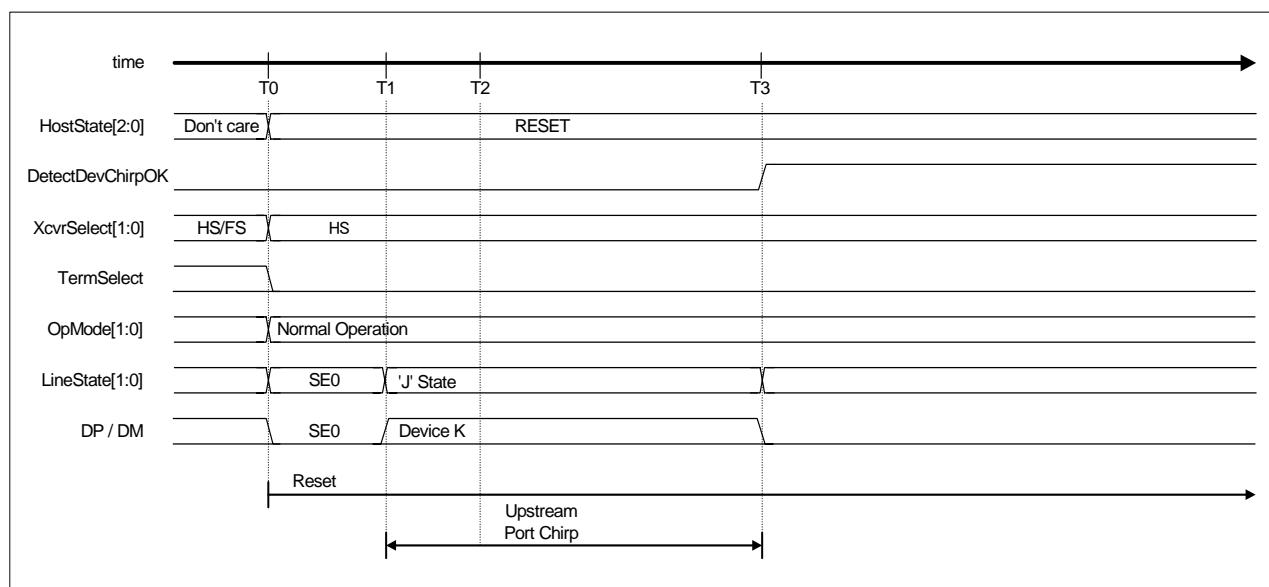 time
T0 T1 T2 T3
HostState[2:0] Don't care RESET
DetectDevChirpOK
XcvrSelect[1:0] HS/FS HS
TermSelect
OpMode[1:0] Normal Operation
LineState[1:0] SE0 'J' State
DP / DM SE0 Device K
Reset
Upstream
Port Chirp